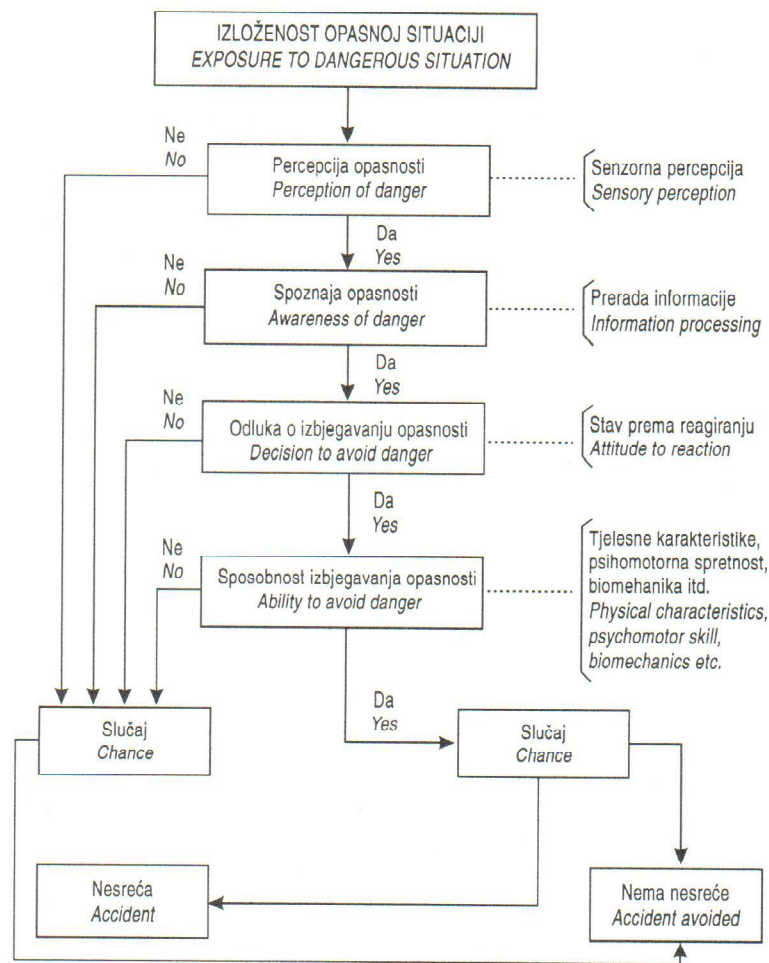 IZLOŽENOST OPASNOJ SITUACIJI
EXPOSURE TO DANGEROUS SITUATION
Ne
No
Percepcija opasnosti
Perception of danger
Senzorna percepcija
Sensory perception
Da
Yes
Ne
No
Spoznaja opasnosti
Awareness of danger
Prerada informacije
Information processing
Da
Yes
Ne
No
Odluka o izbjegavanju opasnosti
Decision to avoid danger
Stav prema reagiranju
Attitude to reaction
Da
Yes
Ne
No
Sposobnost izbjegavanja opasnosti
Ability to avoid danger
Tjelesne karakteristike,
psihomotorna spretnost,
biomehanika itd.
Physical characteristics,
psychomotor skill,
biomechanics etc.
Da
Yes
Slučaj
Chance
Slučaj
Chance
Nesreća
Accident
Nema nesreće
Accident avoided